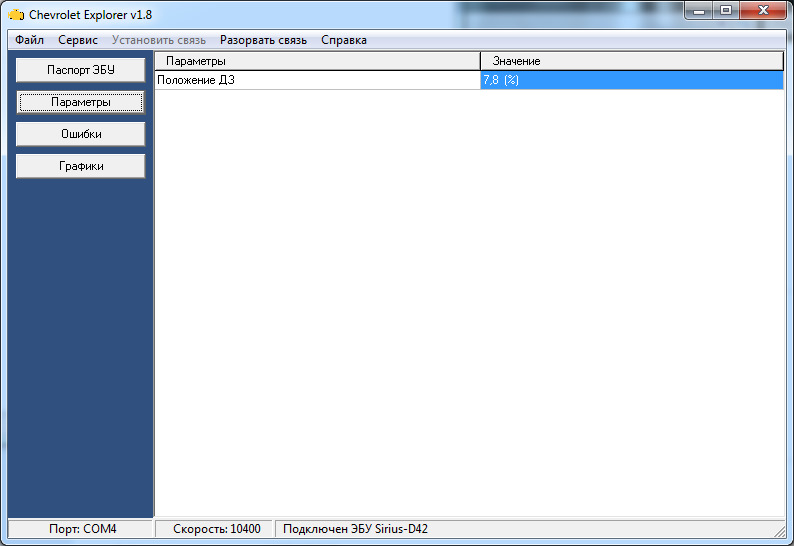 Chevrolet Explorer v1.8
Файл Сервис Установить связь Разорвать связь Справка
Паспорт ЭБУ
Параметры
Ошибки
Графики
Параметры Значение
Положение ДЗ 7,8 (%)
Порт: COM4 Скорость: 10400 Подключен ЭБУ Sirius-D42